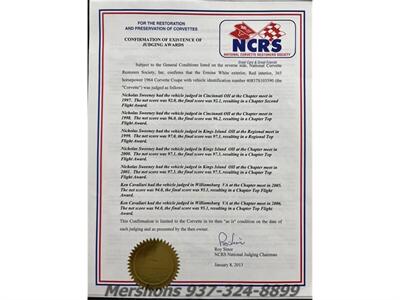 FOR THE RESTORATION
AND PRESERVATION OF CORVETTES
CONFIRMATION OF EXISTENCE OF
JUDGING AWARDS
NCRS
NATIONAL CORVETTE RESTORERS SOCIETY
Great Cars & Great Friends
Subject to the General Conditions listed on the reverse side, National Corvette
Restorers Society, Inc. confirms that the Ermine White exterior, Red interior, 365
horsepower 1964 Corvette Coupe with vehicle identification number 40837S103590 (the
"Corvette") was judged as follows:
Nicholas Sweeney had the vehicle judged in Cincinnati OH at the Chapter meet in
1997. The net score was 92.0, the final score was 92.1, resulting in a Chapter Second
Flight Award.
Nicholas Sweeney had the vehicle judged in Cincinnati OH at the Chapter meet in
1998. The net score was 96.0, the final score was 96.2, resulting in a Chapter Top
Flight Award.
Nicholas Sweeney had the vehicle judged in Kings Island OH at the Regional meet in
1999. The net score was 97.0, the final score was 97.1, resulting in a Regional Top
Flight Award.
Nicholas Sweeney had the vehicle judged in Kings Island OH at the Chapter meet in
2000. The net score was 97.1, the final score was 97.3, resulting in a Chapter Top
Flight Award.
Nicholas Sweeney had the vehicle judged in Kings Island OH at the Chapter meet in
2002. The net score was 95.1, the final score was 95.3, resulting in a Chapter Top
Flight Award.
Ken Cavaliari had the vehicle judged in Williamsburg VA at the Chapter meet in 2005.
The net score was 94.8, the final score was 95.1, resulting in a Chapter Top Flight
Award.
Ken Cavaliari had the vehicle judged in Williamsburg VA at the Chapter meet in 2006.
The net score was 94.8, the final score was 95.1, resulting in a Chapter Top Flight
Award.
This Confirmation is limited to the Corvette in its then "as is" condition on the date of
each judging and as presented by the then owner.
Roy Sinor
NCRS National Judging Chairman
January 8, 2013
Mershons 937-324-8899